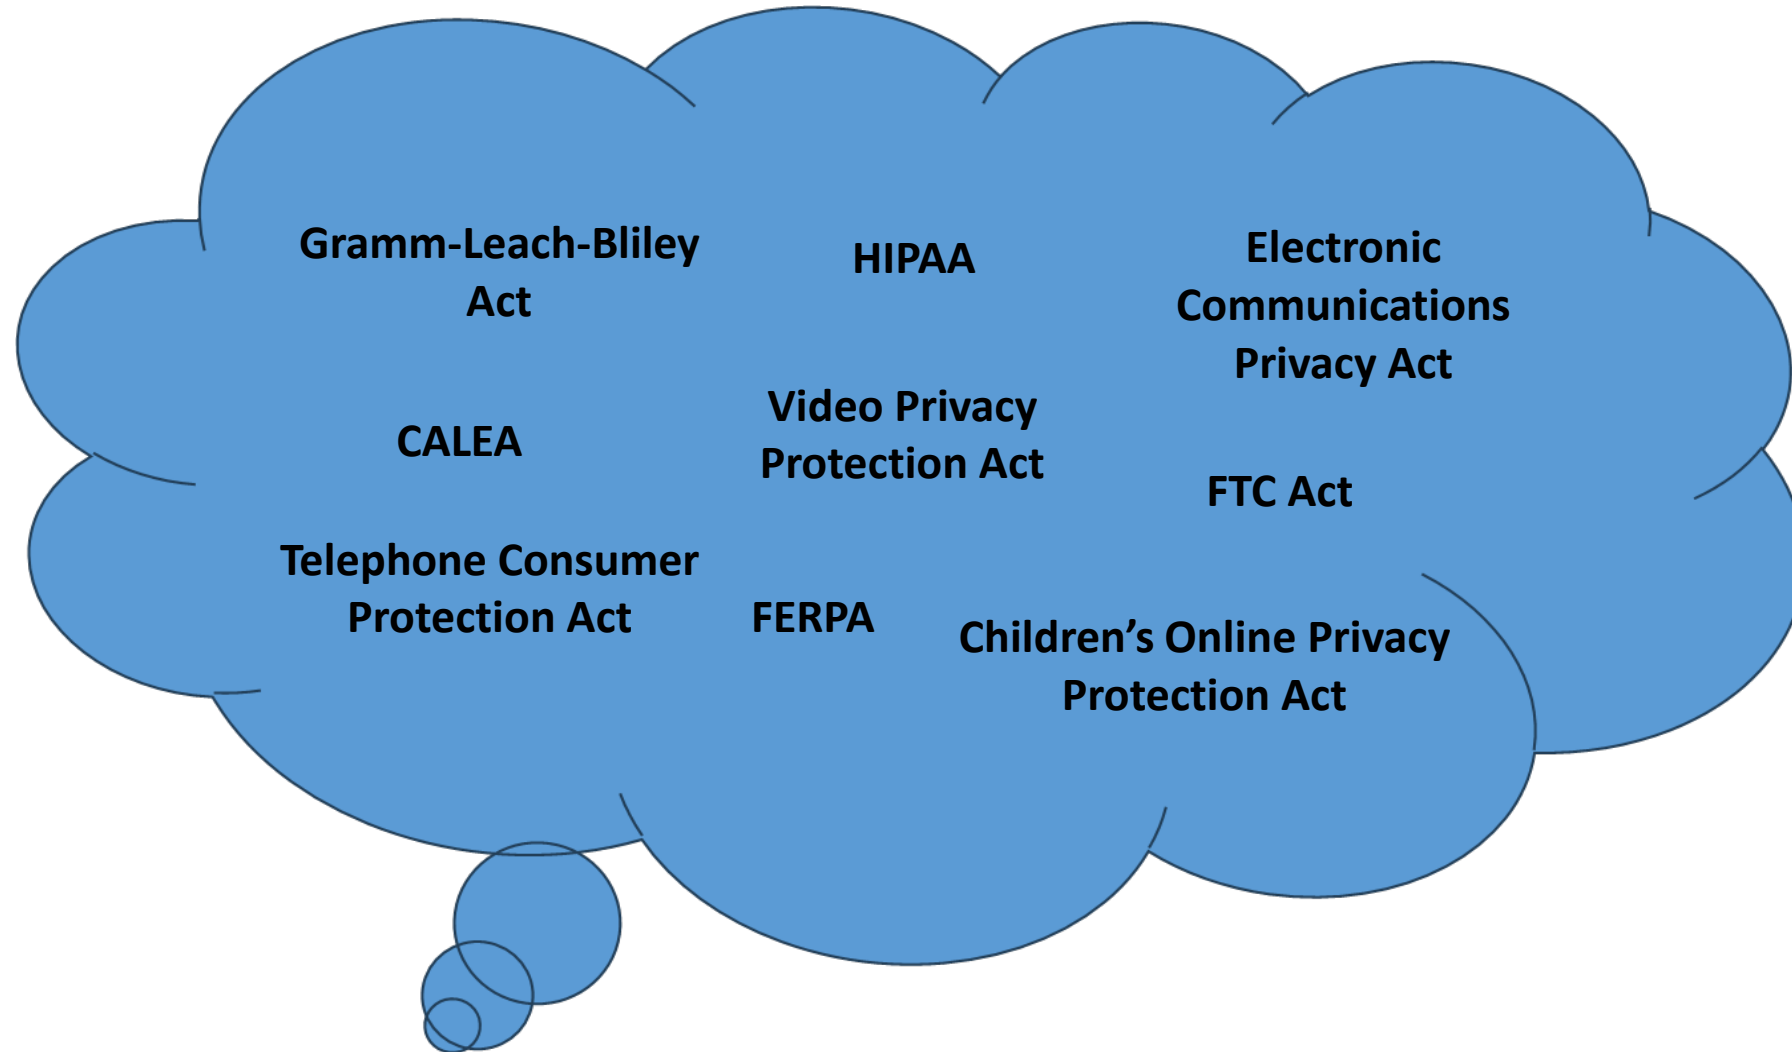 Gramm-Leach-Bliley
Act
HIPAA
Electronic
Communications
Privacy Act
CALEA
Video Privacy
Protection Act
FTC Act
Telephone Consumer
Protection Act
FERPA
Children’s Online Privacy
Protection Act